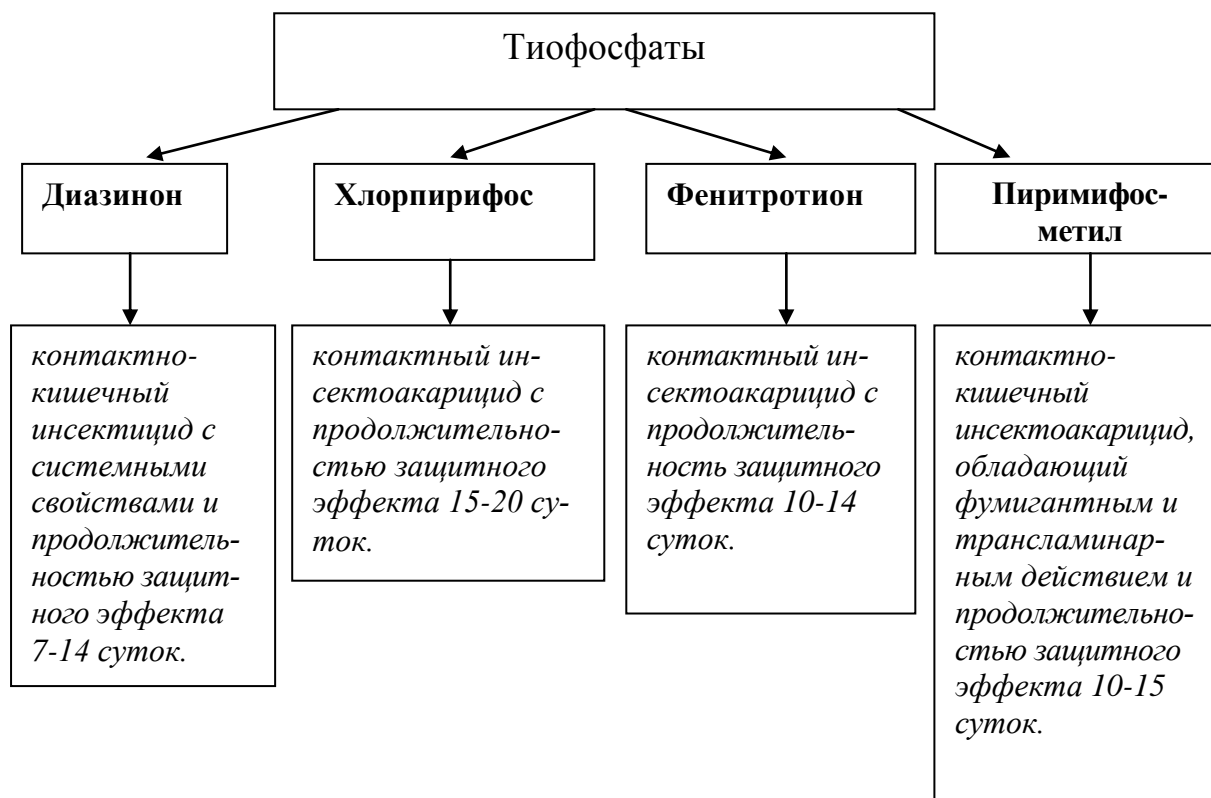 Тиофосфаты
Диазинон
Хлорпирифос
Фенитротион
Пиримифос-
метил
контактно-
кишечный
инсектицид с
системными
свойствами и
продолжитель-
ностью защит-
ного эффекта
7-14 суток.
контактный ин-
сектоакарицид с
продолжительно-
стью защитного
эффекта 15-20 су-
ток.
контактный ин-
сектоакарицид с
продолжитель-
ность защитного
эффекта 10-14
суток.
контактно-
кишечный
инсектоакарицид,
обладающий
фумигантным и
трансламинар-
ным действием и
продолжительно-
стью защитного
эффекта 10-15
суток.